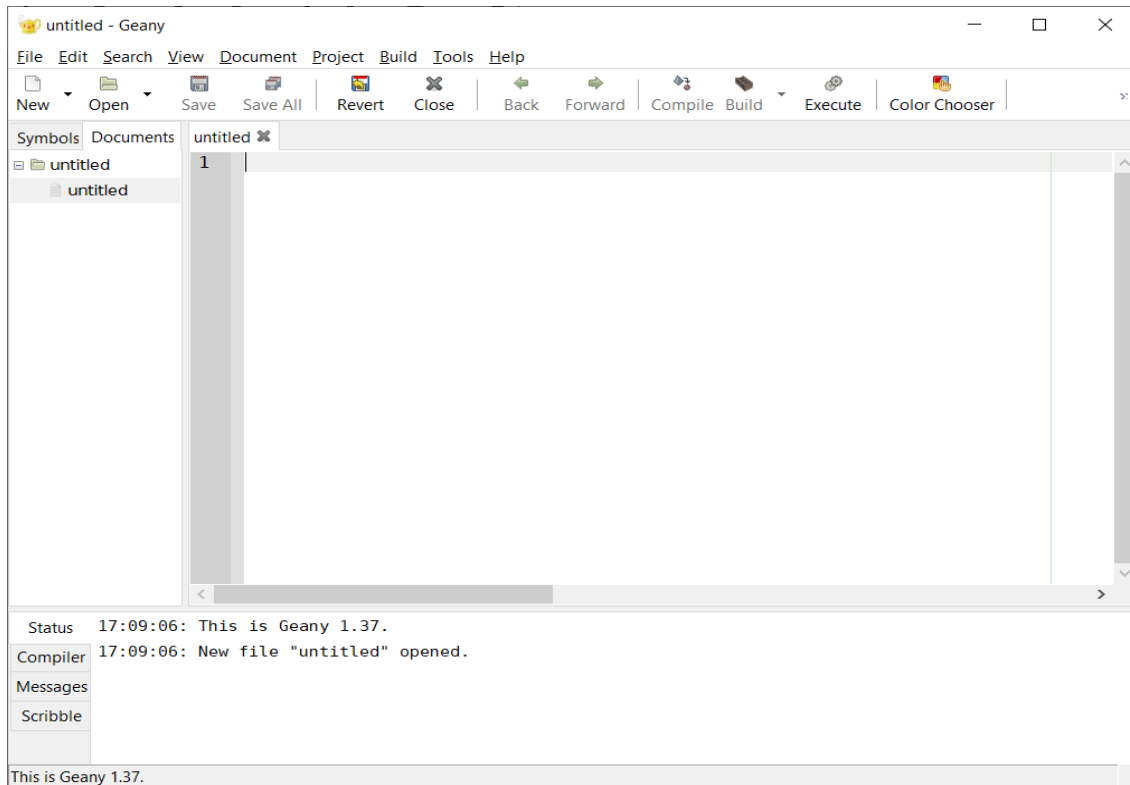 untitled - Geany
File Edit Search View Document Project Build Tools Help
New Open Save Save All Revert Close Back Forward Compile Build Execute Color Chooser
Symbols Documents untitled
untitled 1
untitled
Status 17:09:06: This is Geany 1.37.
Compiler 17:09:06: New file "untitled" opened.
Messages
Scribble
This is Geany 1.37.